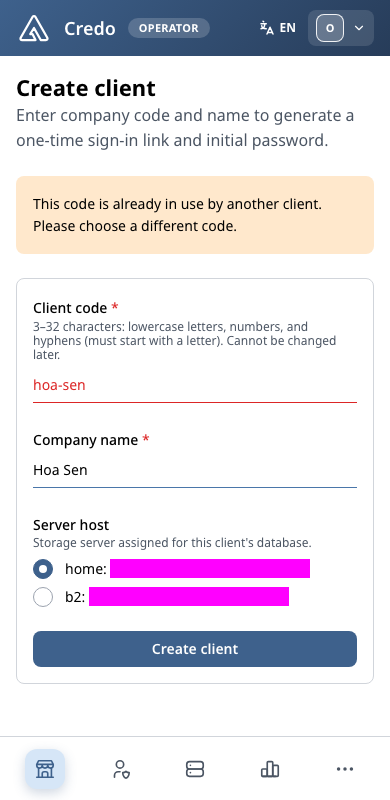 Credo
OPERATOR
EN
O
Create client
Enter company code and name to generate a
one-time sign-in link and initial password.
This code is already in use by another client.
Please choose a different code.
Client code *
3–32 characters: lowercase letters, numbers, and
hyphens (must start with a letter). Cannot be changed
later.
hoa-sen
Company name *
Hoa Sen
Server host
Storage server assigned for this client's database.
home:
b2:
Create client